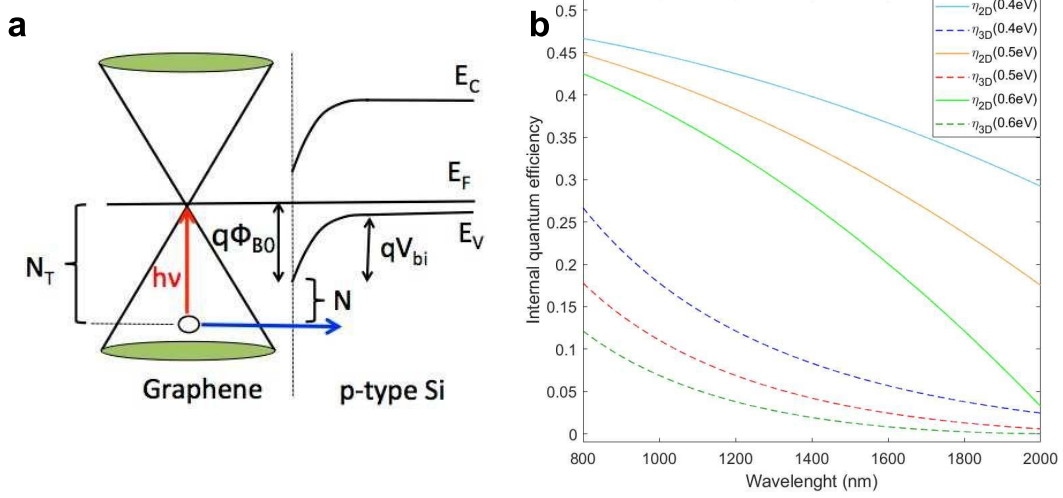 a
E_C
E_F
qΦ_B0
E_V
qV_bi
N_T
hν
N
Graphene
p-type Si
b
0.5
0.45
0.4
0.35
0.3
0.25
0.2
0.15
0.1
0.05
0
Internal quantum efficiency
800
1000
1200
1400
1600
1800
2000
Wavelenght (nm)
η_2D(0.4eV)
η_3D(0.4eV)
η_2D(0.5eV)
η_3D(0.5eV)
η_2D(0.6eV)
η_3D(0.6eV)